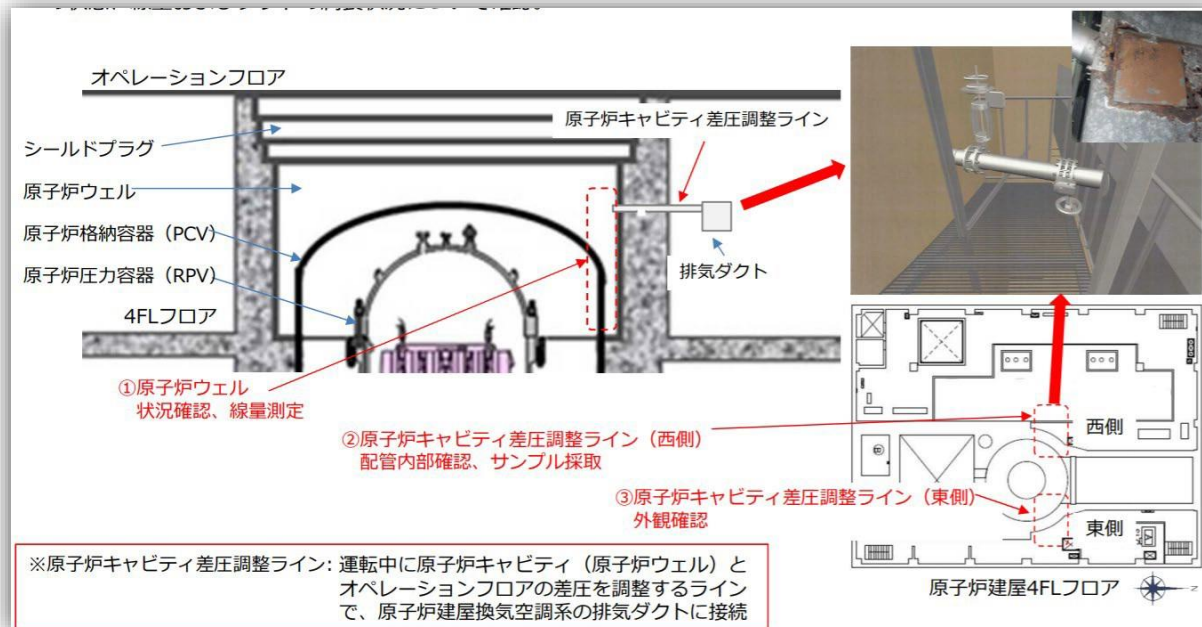 オペレーションフロア
原子炉キャビティ差圧調整ライン
シールドプラグ
原子炉ウェル
原子炉格納容器（PCV）
原子炉圧力容器（RPV）
排気ダクト
4FLフロア
①原子炉ウェル
状況確認、線量測定
②原子炉キャビティ差圧調整ライン（西側）
配管内部確認、サンプル採取
西側
③原子炉キャビティ差圧調整ライン（東側）
外観確認
東側
原子炉建屋4FLフロア
N
※原子炉キャビティ差圧調整ライン: 運転中に原子炉キャビティ（原子炉ウェル）と
オペレーションフロアの差圧を調整するライン
で、原子炉建屋換気空調系の排気ダクトに接続